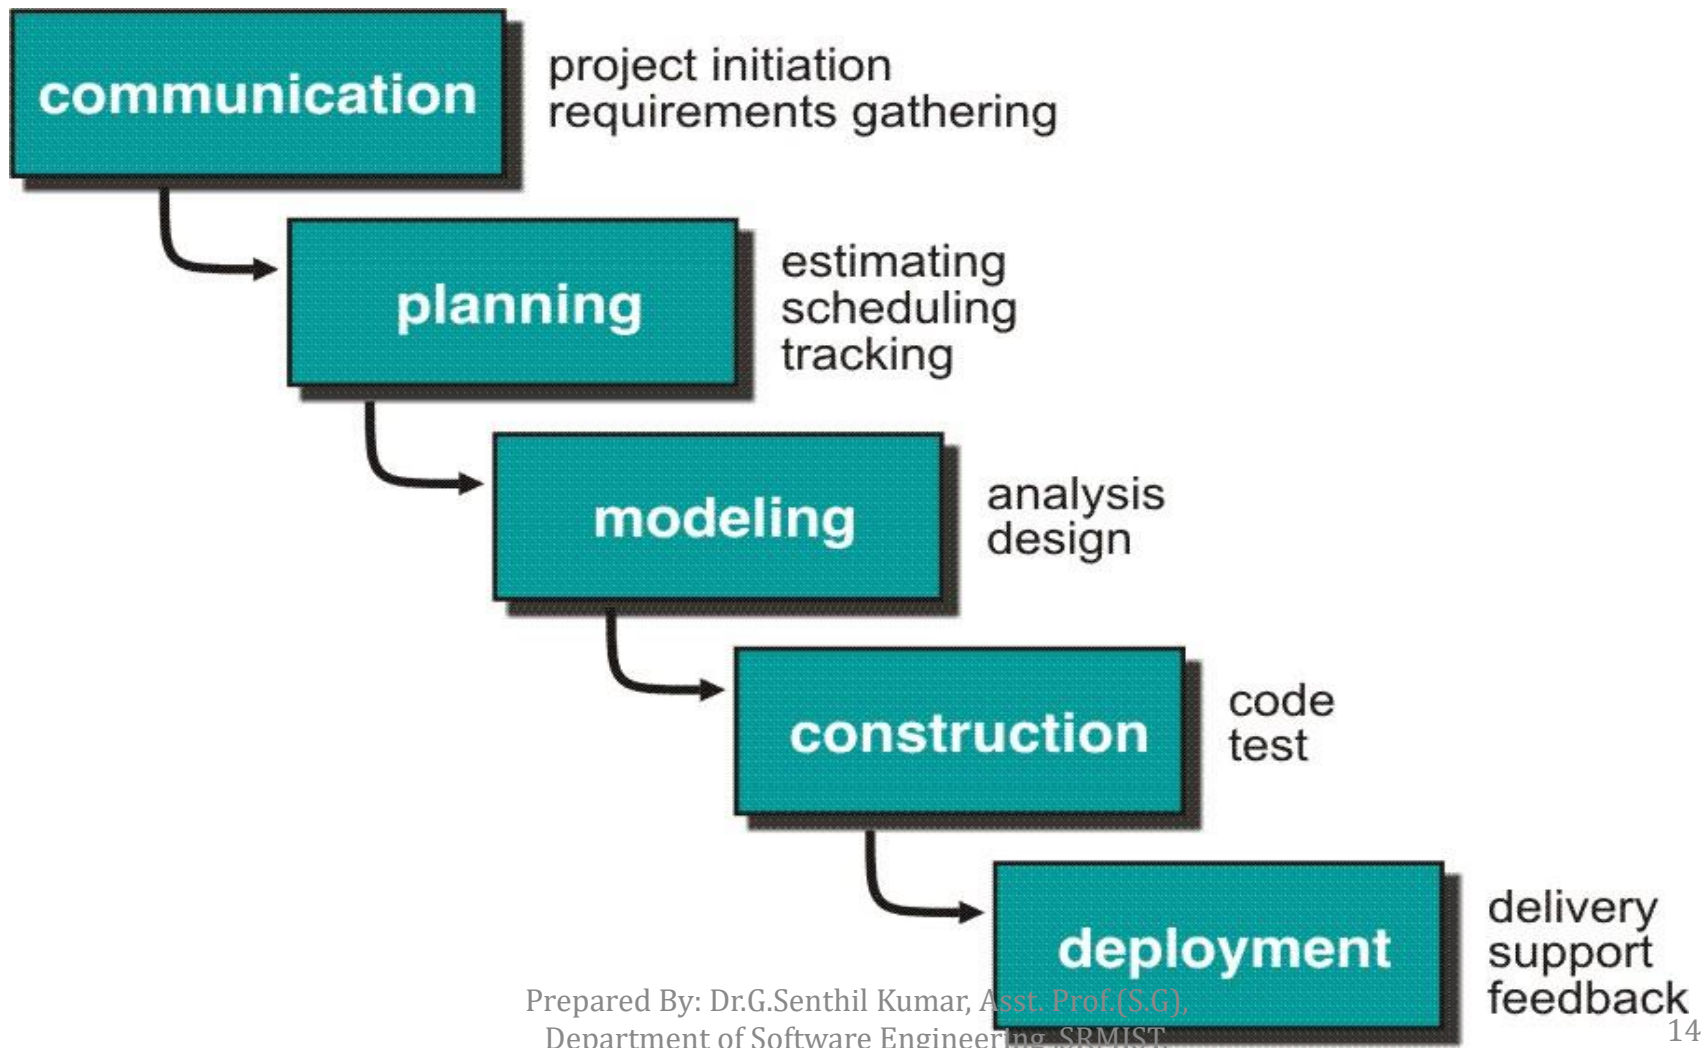 communication
project initiation
requirements gathering
planning
estimating
scheduling
tracking
modeling
analysis
design
construction
code
test
deployment
delivery
support
feedback
Prepared By: Dr.G.Senthil Kumar, Asst. Prof.(S.G),
Department of Software Engineering, SRMIST,
14